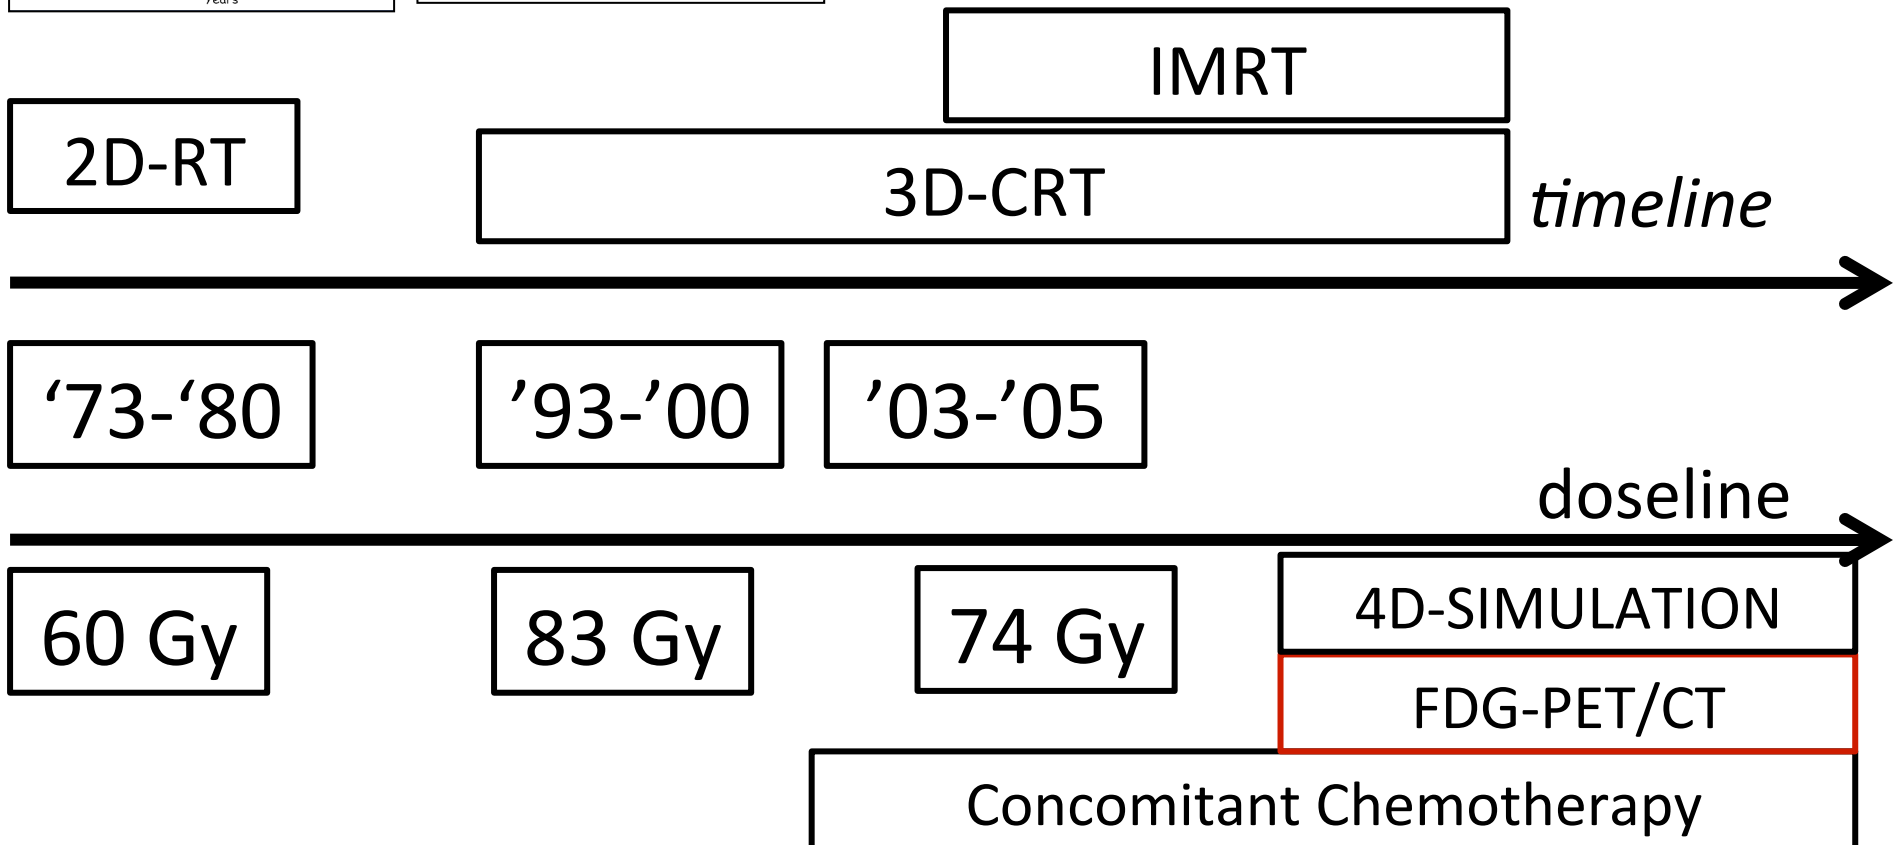 Years
IMRT
2D-RT
3D-CRT
timeline
‘73-‘80
’93-’00
’03-’05
doseline
60 Gy
83 Gy
74 Gy
4D-SIMULATION
FDG-PET/CT
Concomitant Chemotherapy